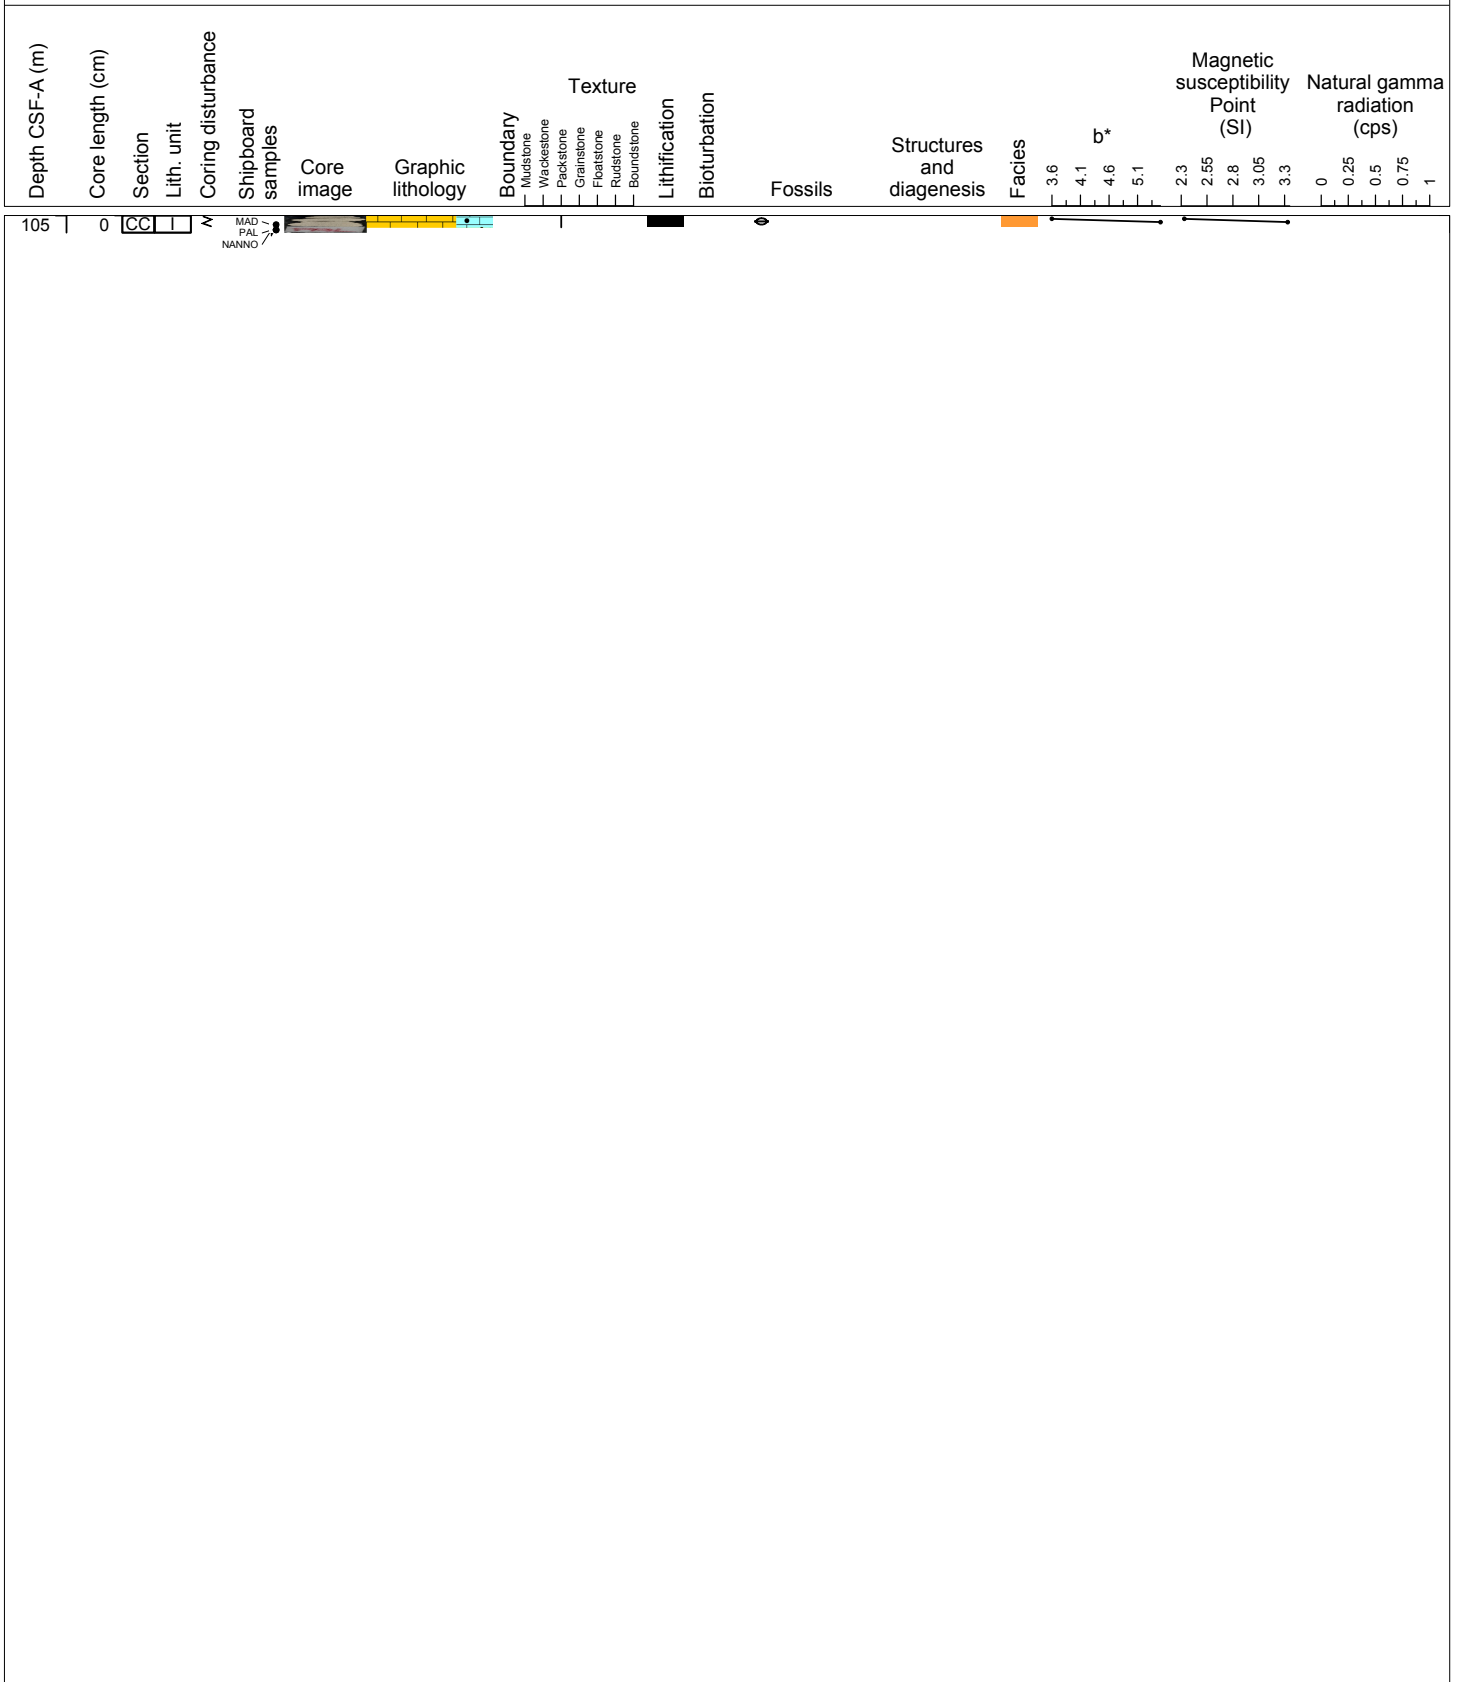 Depth CSF-A (m)
Core length (cm)
Section
Lith. unit
Coring disturbance
Shipboard
samples
Core
image
Graphic
lithology
Boundary
Texture
Mudstone
Wackestone
Packstone
Grainstone
Floatstone
Rudstone
Boundstone
Lithification
Bioturbation
Fossils
Structures
and
diagenesis
Facies
b*
3.6
4.1
4.6
5.1
Magnetic
susceptibility
Point
(SI)
2.3
2.55
2.8
3.05
3.3
Natural gamma
radiation
(cps)
0
0.25
0.5
0.75
1
105
0
CC
I
MAD
PAL
NANNO